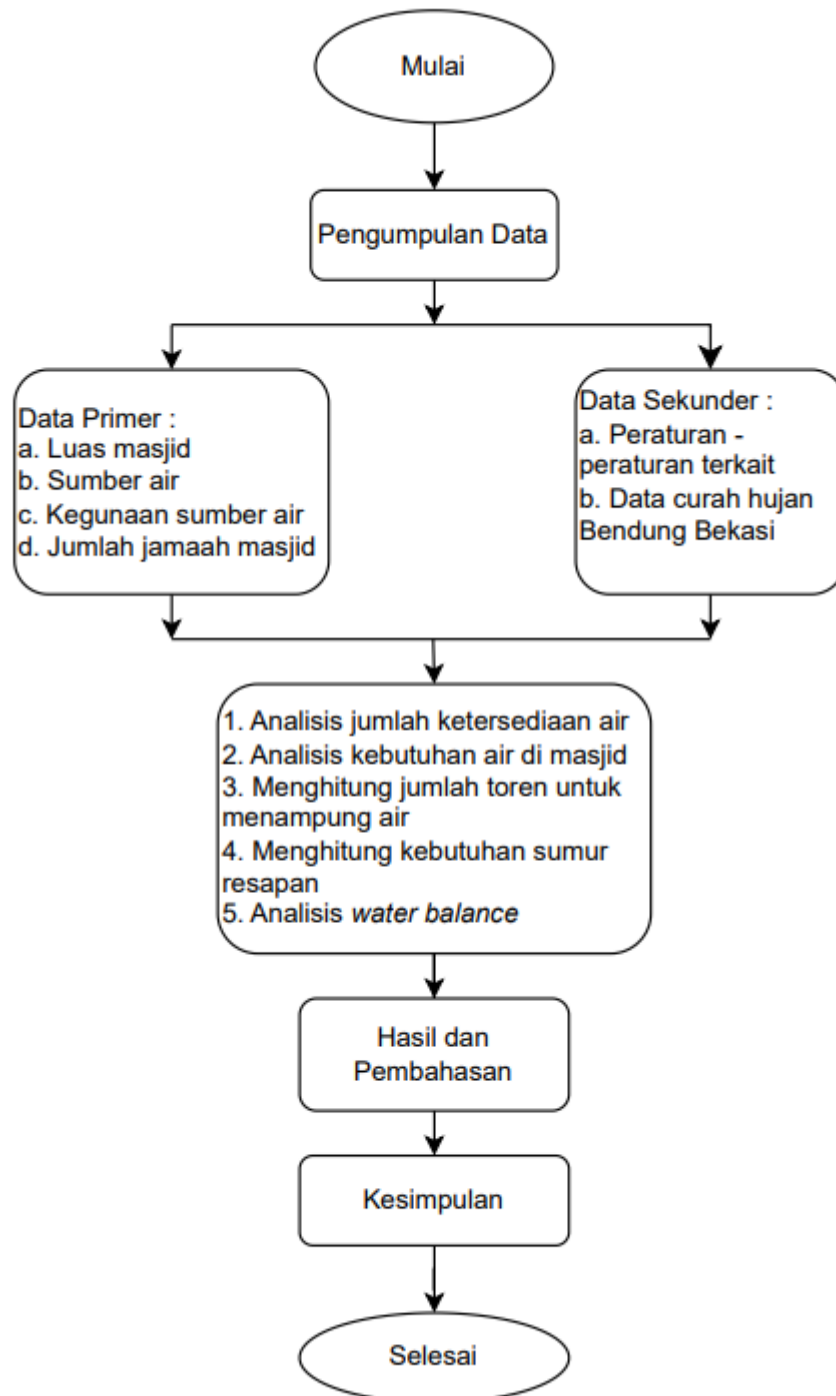 Mulai
Pengumpulan Data
Data Primer :
a. Luas masjid
b. Sumber air
c. Kegunaan sumber air
d. Jumlah jamaah masjid
Data Sekunder :
a. Peraturan -
peraturan terkait
b. Data curah hujan
Bendung Bekasi
1. Analisis jumlah ketersediaan air
2. Analisis kebutuhan air di masjid
3. Menghitung jumlah toren untuk
menampung air
4. Menghitung kebutuhan sumur
resapan
5. Analisis water balance
Hasil dan
Pembahasan
Kesimpulan
Selesai